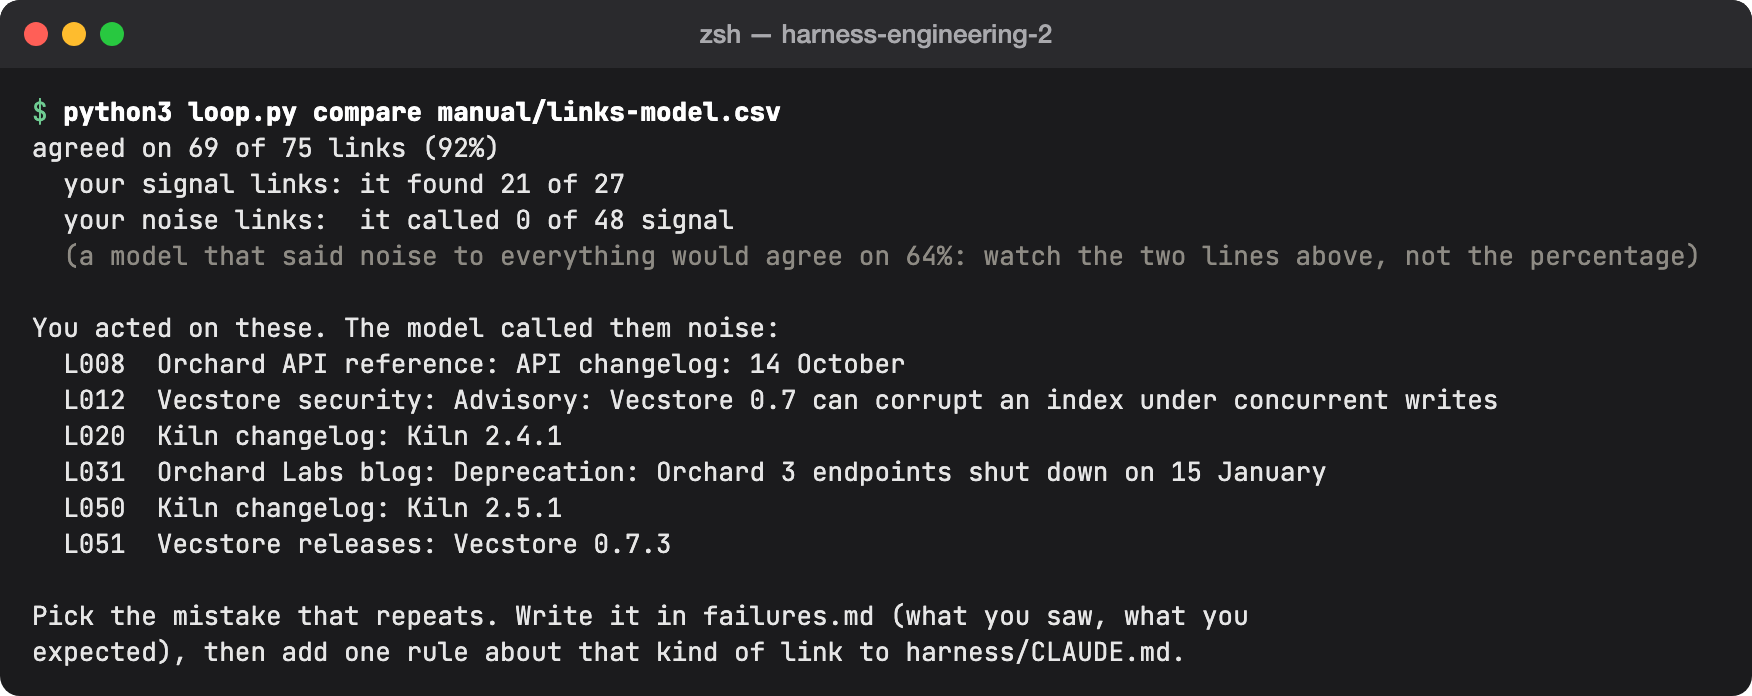 zsh — harness-engineering-2
$ python3 loop.py compare manual/links-model.csv
agreed on 69 of 75 links (92%)
your signal links: it found 21 of 27
your noise links:  it called 0 of 48 signal
(a model that said noise to everything would agree on 64%: watch the two lines above, not the percentage)
You acted on these. The model called them noise:
L008  Orchard API reference: API changelog: 14 October
L012  Vecstore security: Advisory: Vecstore 0.7 can corrupt an index under concurrent writes
L020  Kiln changelog: Kiln 2.4.1
L031  Orchard Labs blog: Deprecation: Orchard 3 endpoints shut down on 15 January
L050  Kiln changelog: Kiln 2.5.1
L051  Vecstore releases: Vecstore 0.7.3
Pick the mistake that repeats. Write it in failures.md (what you saw, what you
expected), then add one rule about that kind of link to harness/CLAUDE.md.